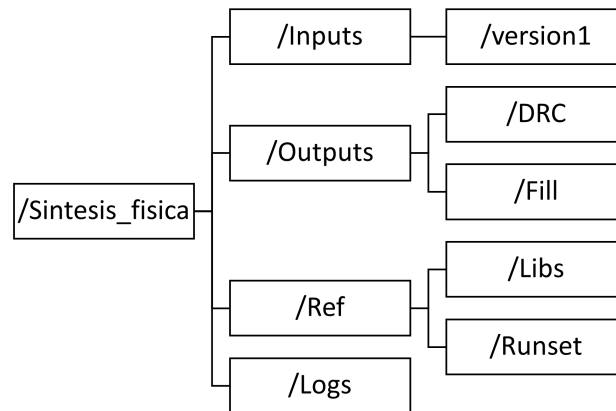 /Sintesis_fisica
/Inputs
/version1
/Outputs
/DRC
/Fill
/Ref
/Libs
/Runset
/Logs